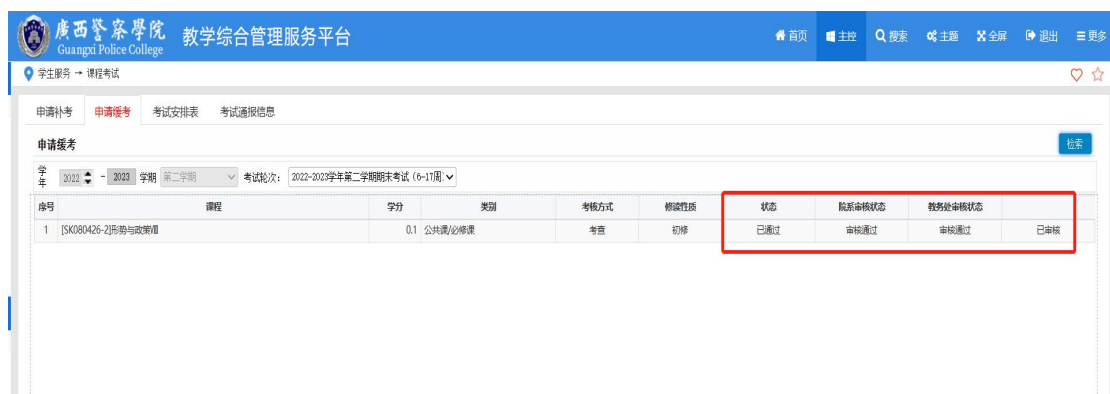 廣西警察學院 教学综合管理服务平台 首页 主控 搜索 主题 全屏 退出 更多
Guangxi Police College
学生服务 → 课程考试
申请补考 申请缓考 考试安排表 考试通报信息
申请缓考 检索
学年 2022 - 2023 学期 第二学期 考试轮次： 2022-2023学年第二学期期末考试（6-17周）
序号 课程 学分 类别 考核方式 修读性质 状态 院系审核状态 教务处审核状态
1 [SK080426-2]形势与政策Ⅷ 0.1 公共课/必修课 考查 初修 已通过 审核通过 审核通过 已审核